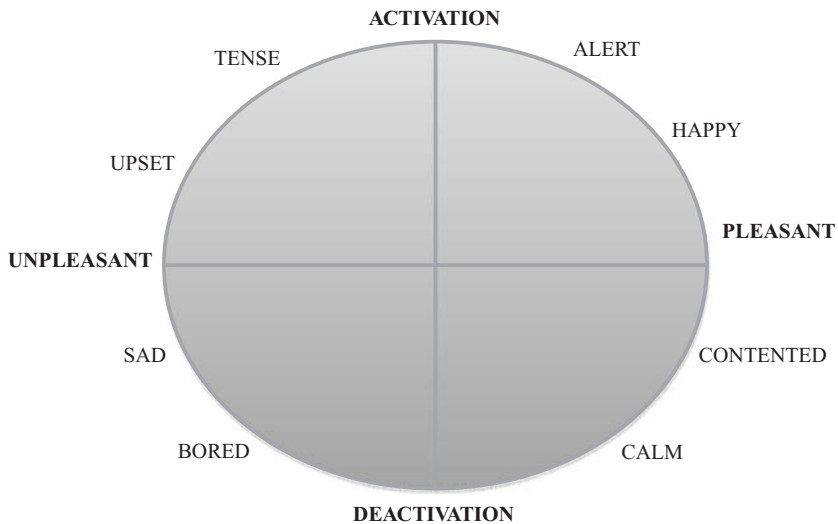 ACTIVATION
TENSE
ALERT
HAPPY
UPSET
PLEASANT
UNPLEASANT
SAD
CONTENTED
BORED
CALM
DEACTIVATION